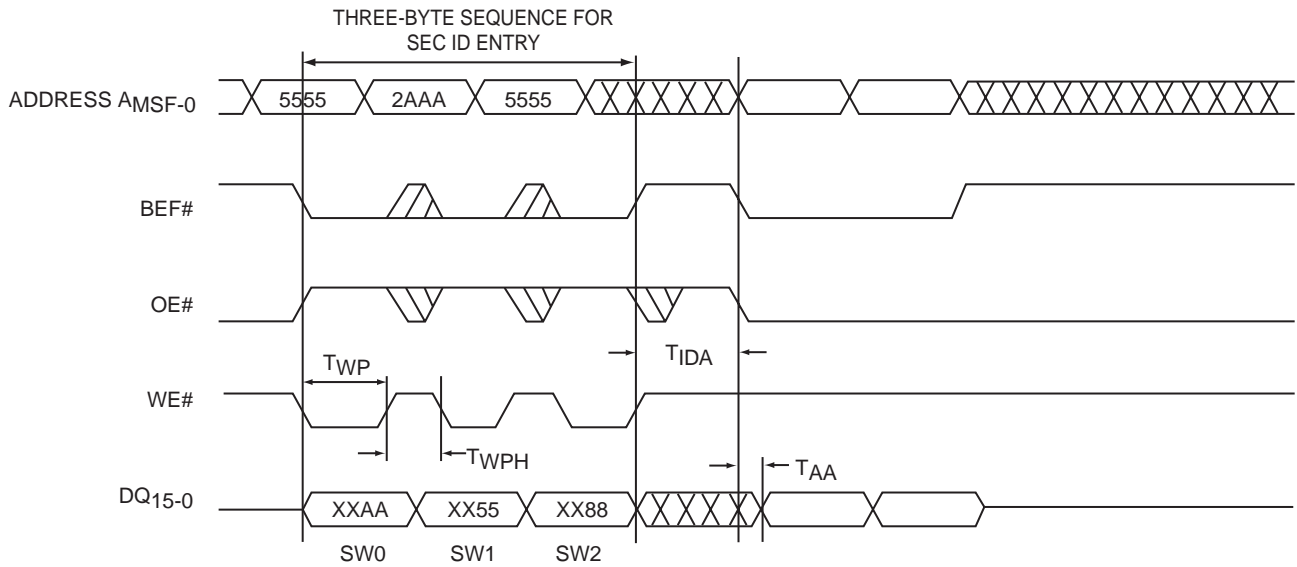 THREE-BYTE SEQUENCE FOR
SEC ID ENTRY
ADDRESS AMSF-0
5555 2AAA 5555
BEF#
OE#
TIDA
TWP
WE#
TWPH
TAA
DQ15-0
XXAA XX55 XX88
SW0 SW1 SW2